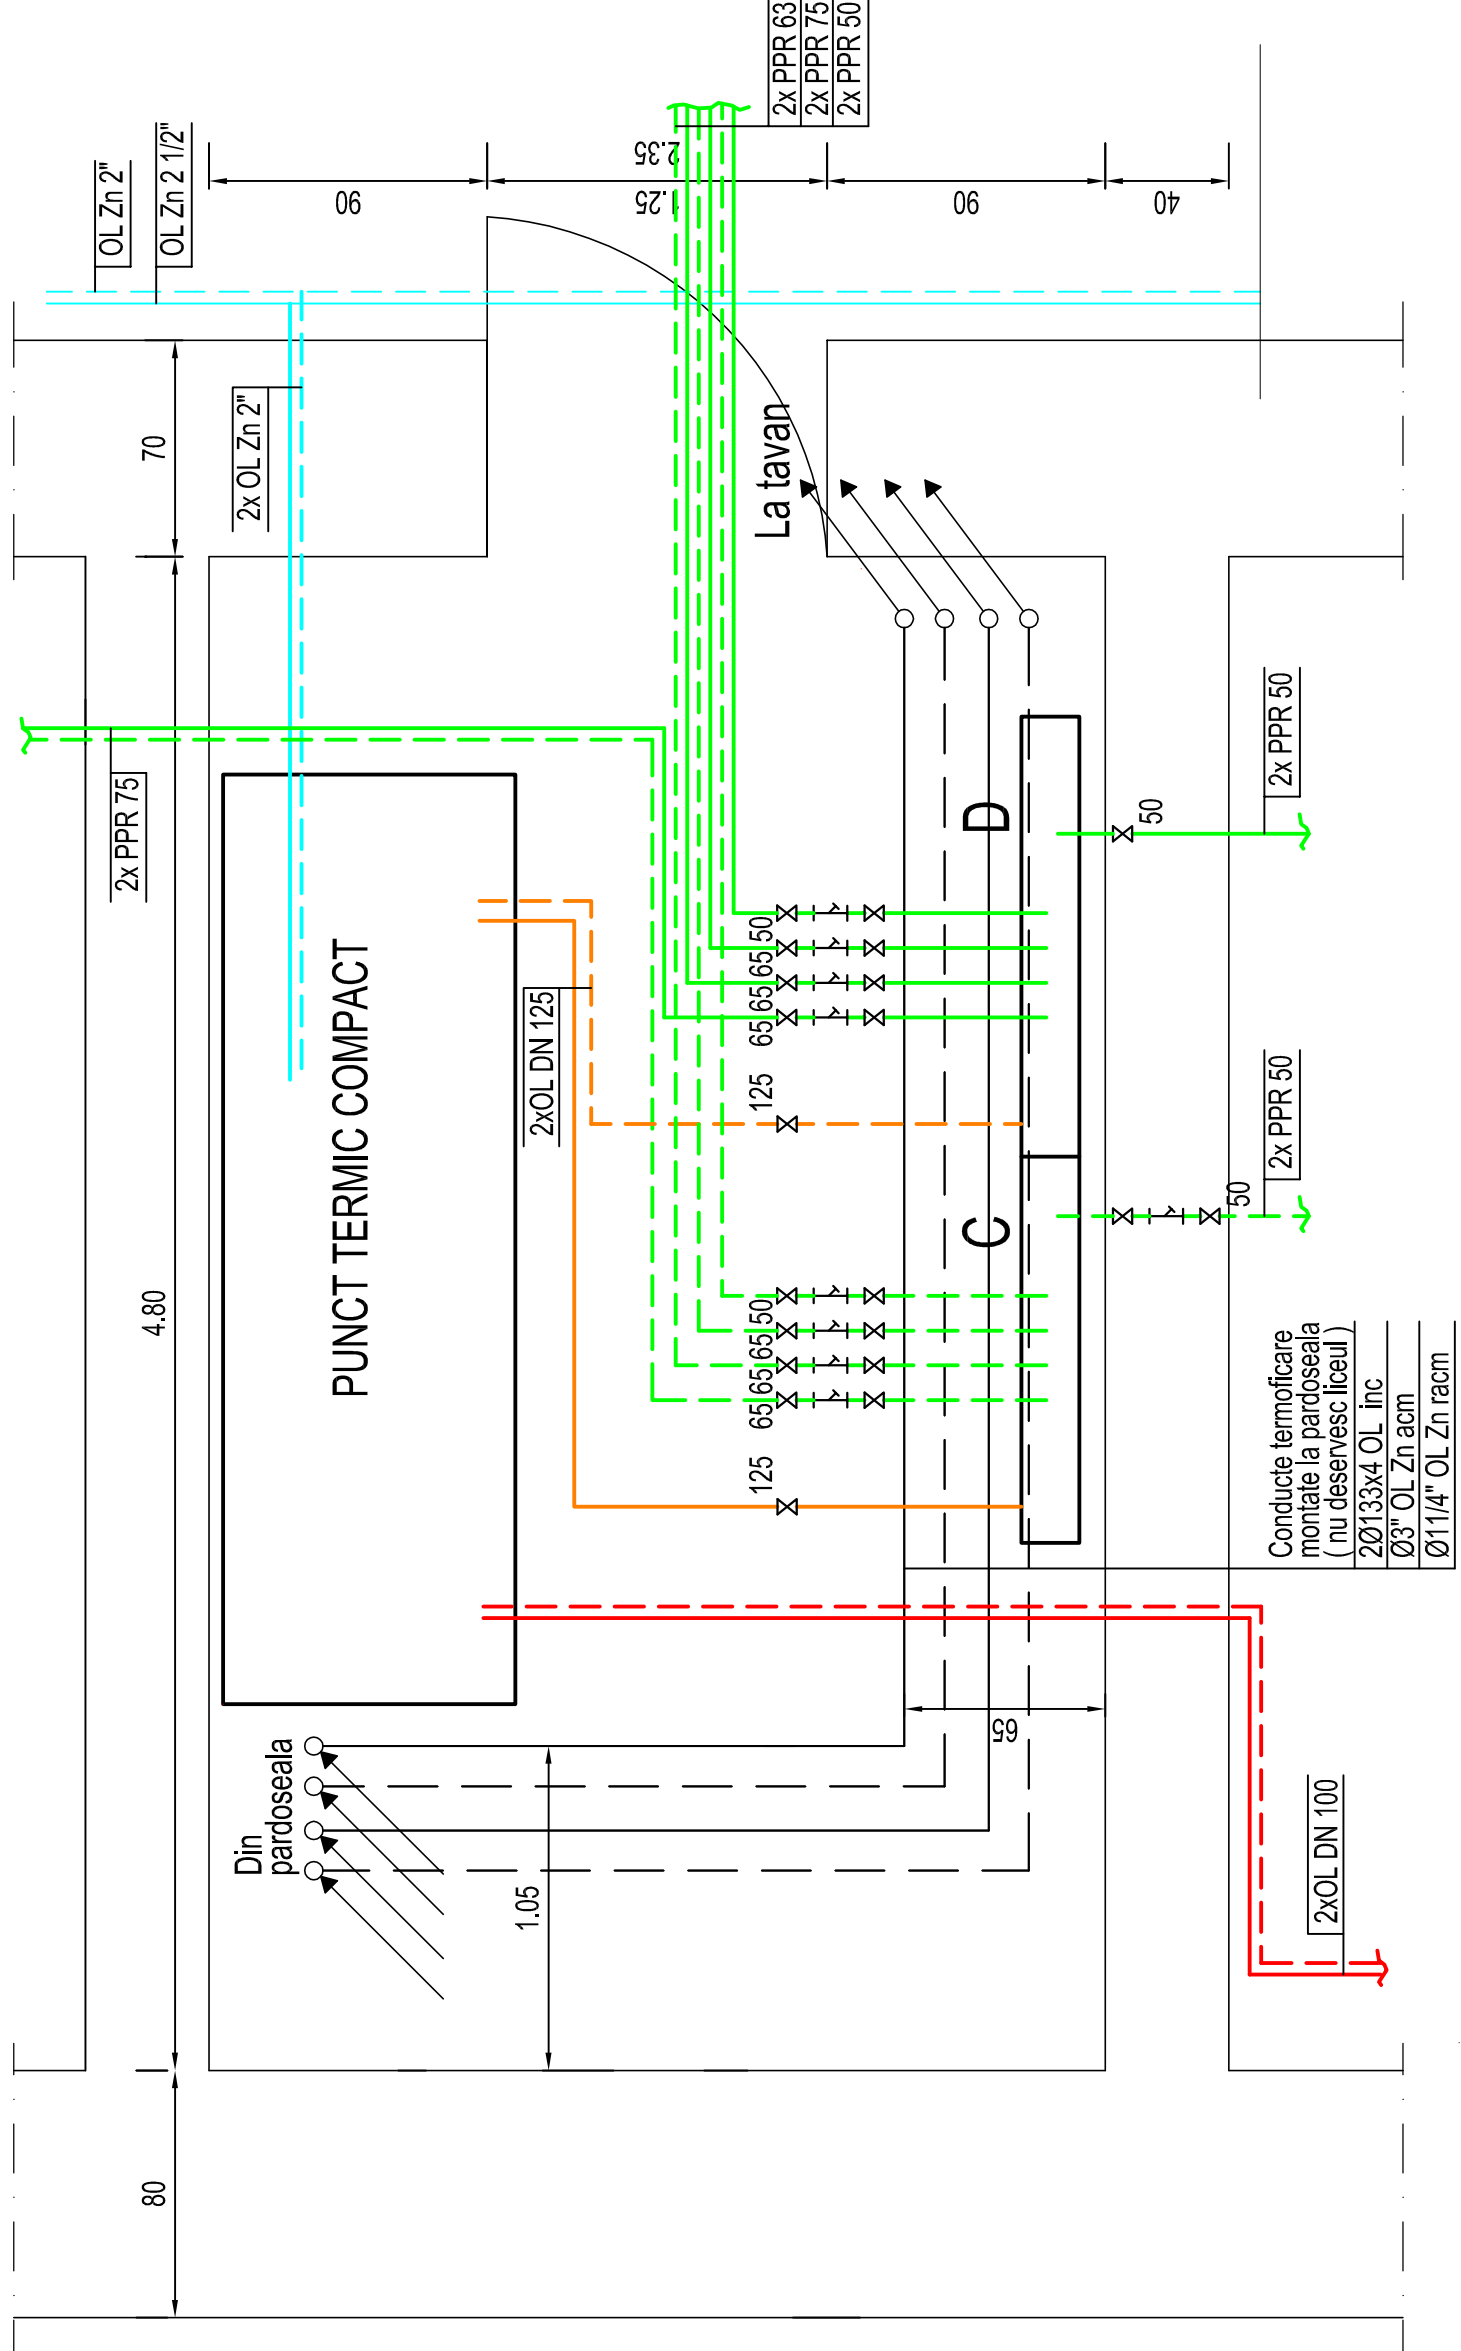 OL Zn 2"
OL Zn 2 1/2"
2x PPR 63
2x PPR 75
2x PPR 50
90
2.35
1.25
90
40
70
2x OL Zn 2"
La tavan
2x PPR 75
PUNCT TERMIC COMPACT
4.80
2xOL DN 125
50
65
65
65
125
D
50
2x PPR 50
C
50
2x PPR 50
50
65
65
65
125
Conducte termoficare
montate la pardoseala
( nu deservesc liceul )
2Ø133x4 OL inc
Ø3" OL Zn acm
Ø11/4" OL Zn racm
Din
pardoseala
65
1.05
2xOL DN 100
80